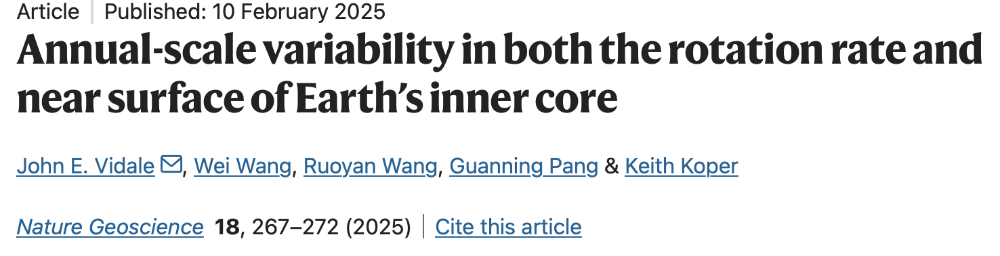 Article | Published: 10 February 2025
Annual-scale variability in both the rotation rate and
near surface of Earth’s inner core
John E. Vidale, Wei Wang, Ruoyan Wang, Guanning Pang & Keith Koper
Nature Geoscience 18, 267–272 (2025) | Cite this article